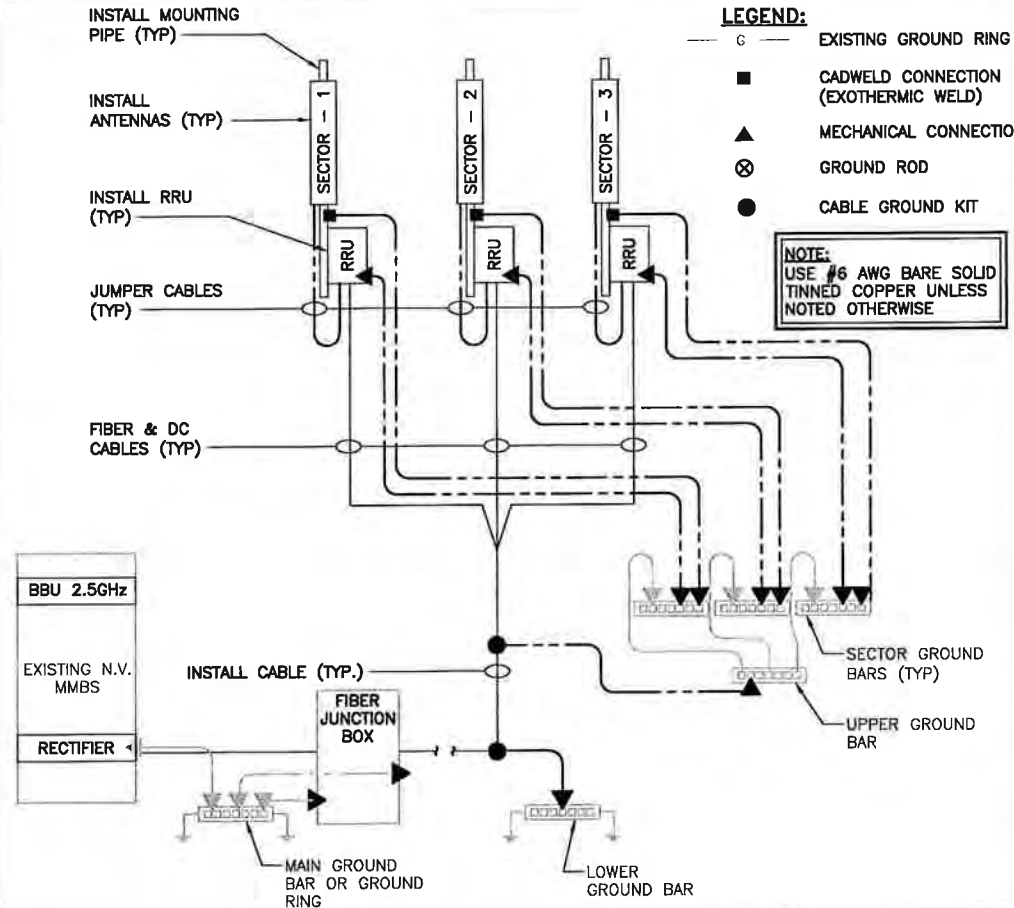 INSTALL MOUNTING
PIPE (TYP)
INSTALL
ANTENNAS (TYP)
INSTALL RRU
(TYP)
JUMPER CABLES
(TYP)
FIBER & DC
CABLES (TYP)
SECTOR - 1
SECTOR - 2
SECTOR - 3
RRU
RRU
RRU
LEGEND:
G EXISTING GROUND RING
CADWELD CONNECTION
(EXOTHERMIC WELD)
MECHANICAL CONNECTIO
GROUND ROD
CABLE GROUND KIT
NOTE:
USE #6 AWG BARE SOLID
TINNED COPPER UNLESS
NOTED OTHERWISE
BBU 2.5GHz
EXISTING N.V.
MMBS
RECTIFIER
INSTALL CABLE (TYP.)
FIBER
JUNCTION
BOX
SECTOR GROUND
BARS (TYP)
UPPER GROUND
BAR
MAIN GROUND
BAR OR GROUND
RING
LOWER
GROUND BAR